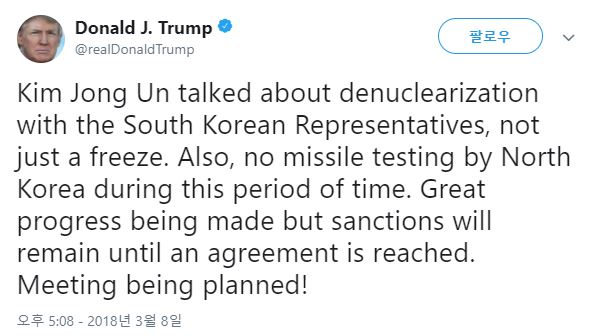 Donald J. Trump
@realDonaldTrump
팔로우
Kim Jong Un talked about denuclearization
with the South Korean Representatives, not
just a freeze. Also, no missile testing by North
Korea during this period of time. Great
progress being made but sanctions will
remain until an agreement is reached.
Meeting being planned!
오후 5:08 - 2018년 3월 8일